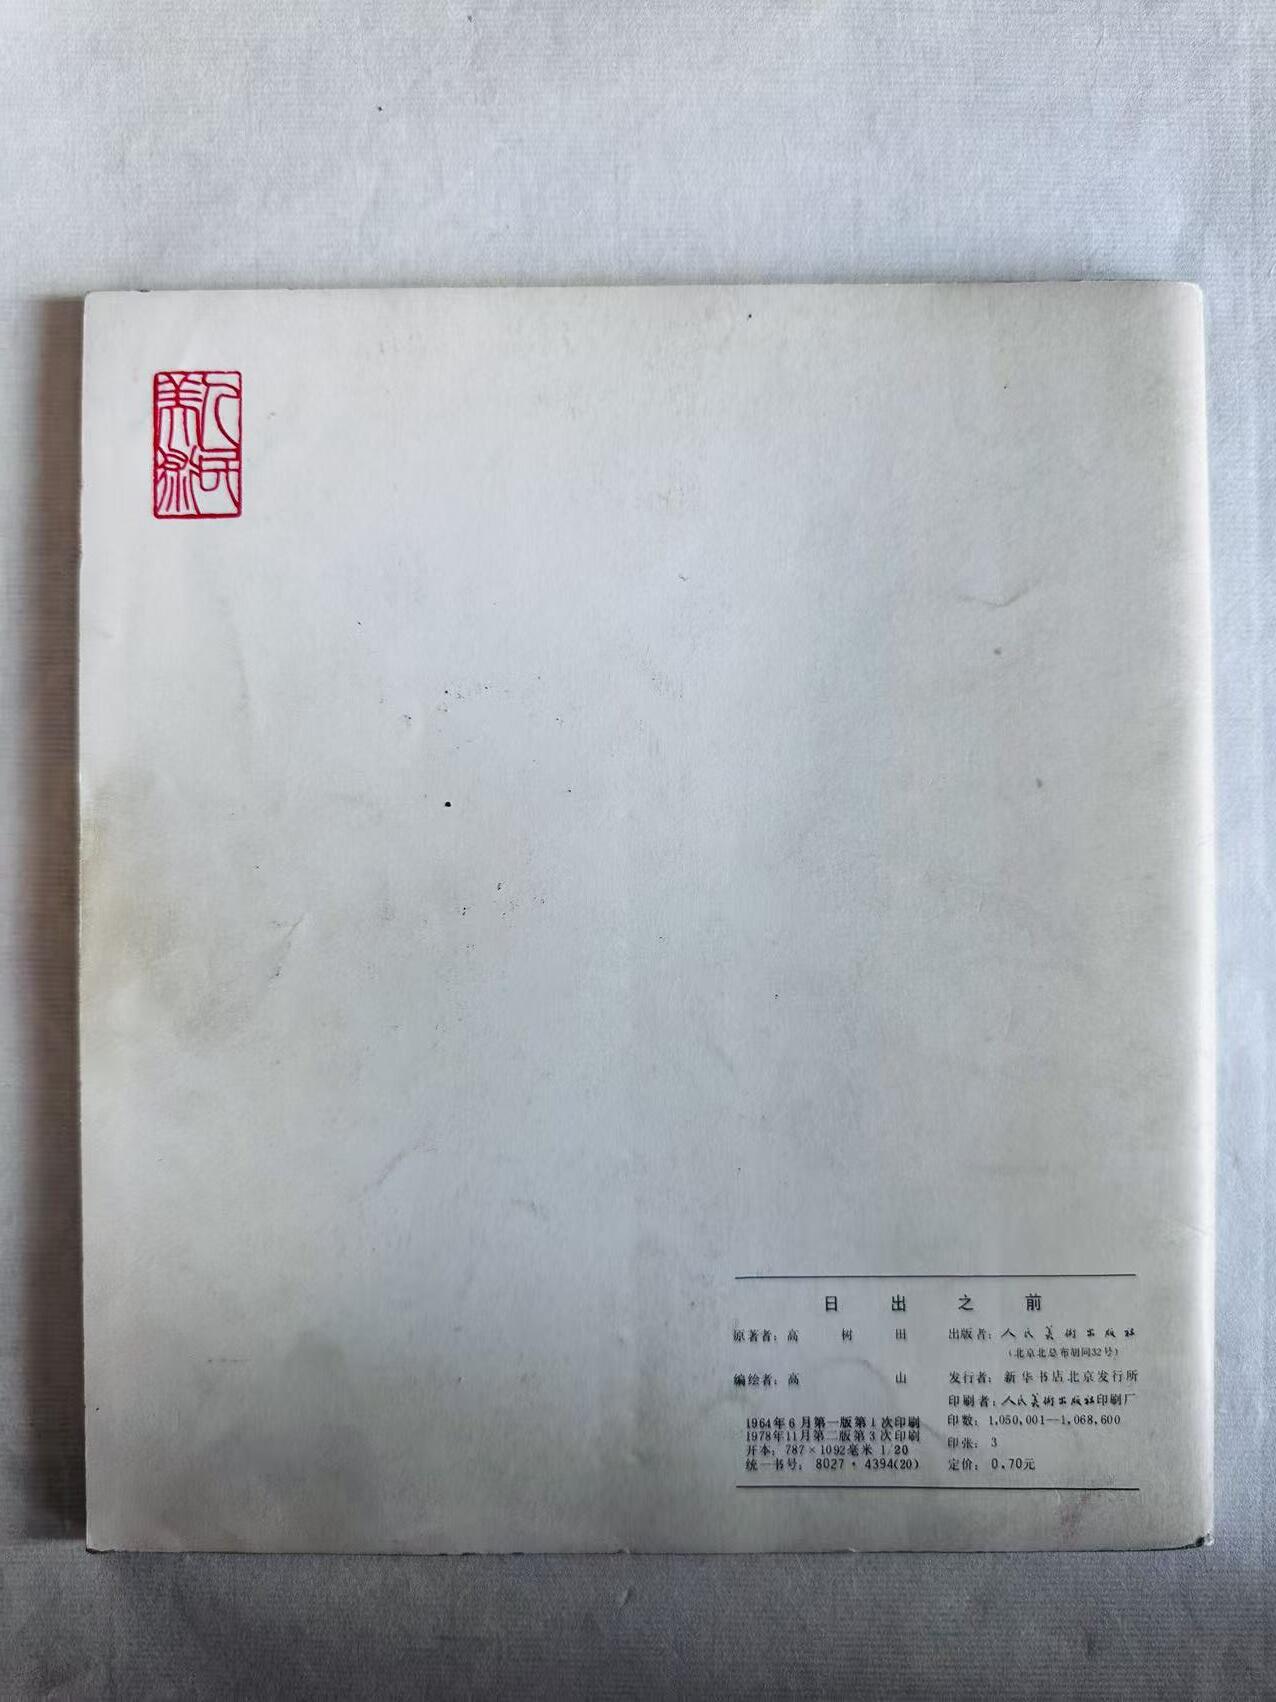 人民美术
日出之前
原著者：高树田
编绘者：高山
1964年6月第一版第1次印刷
1978年11月第二版第3次印刷
开本：787×1092毫米 1/20
统一书号：8027·4394(20)
出版者：人民美術出版社
（北京北总布胡同32号）
发行者：新华书店北京发行所
印刷者：人民美術出版社印刷厂
印数：1,050,001—1,068,600
印张：3
定价：0.70元